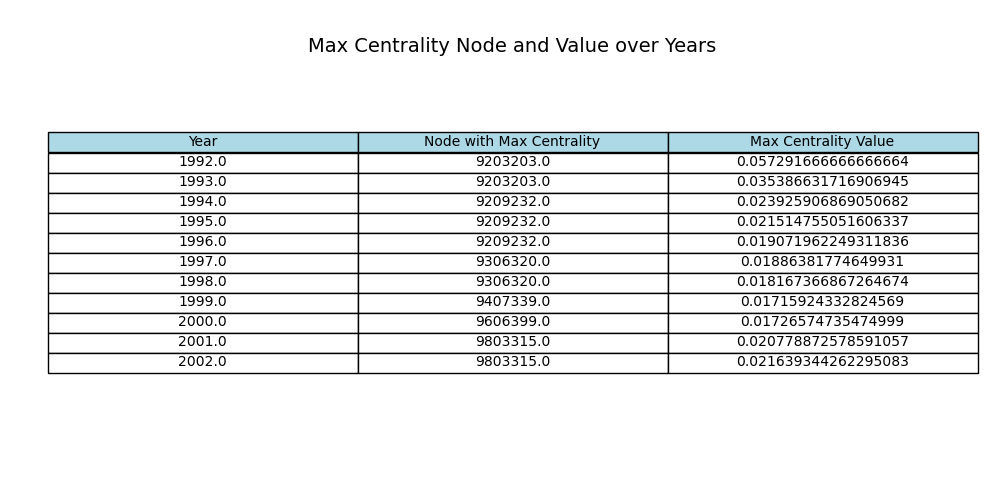 Max Centrality Node and Value over Years
Year Node with Max Centrality Max Centrality Value
1992.0 9203203.0 0.057291666666666664
1993.0 9203203.0 0.035386631716906945
1994.0 9209232.0 0.023925906869050682
1995.0 9209232.0 0.021514755051606337
1996.0 9209232.0 0.019071962249311836
1997.0 9306320.0 0.01886381774649931
1998.0 9306320.0 0.018167366867264674
1999.0 9407339.0 0.01715924332824569
2000.0 9606399.0 0.01726574735474999
2001.0 9803315.0 0.020778872578591057
2002.0 9803315.0 0.021639344262295083